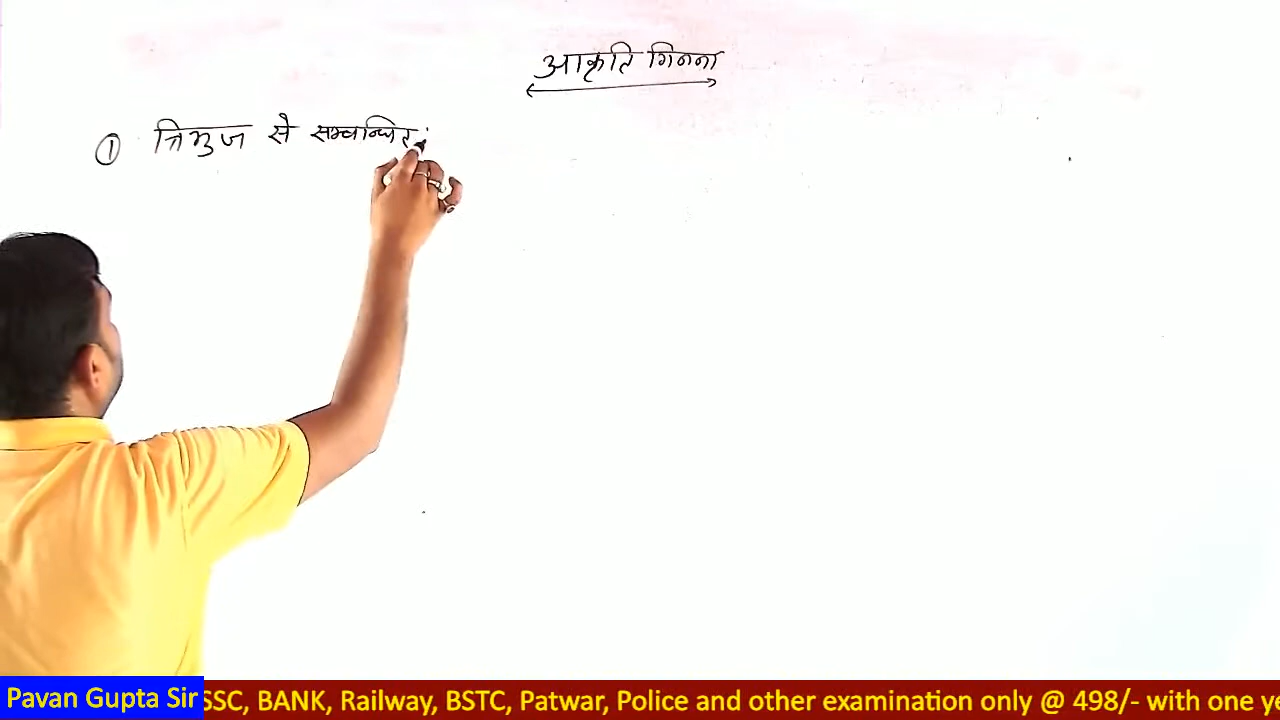 आकृति गिनना
① त्रिभुज से सम्बन्धित:
Pavan Gupta Sir SSC, BANK, Railway, BSTC, Patwar, Police and other examination only @ 498/- with one ye